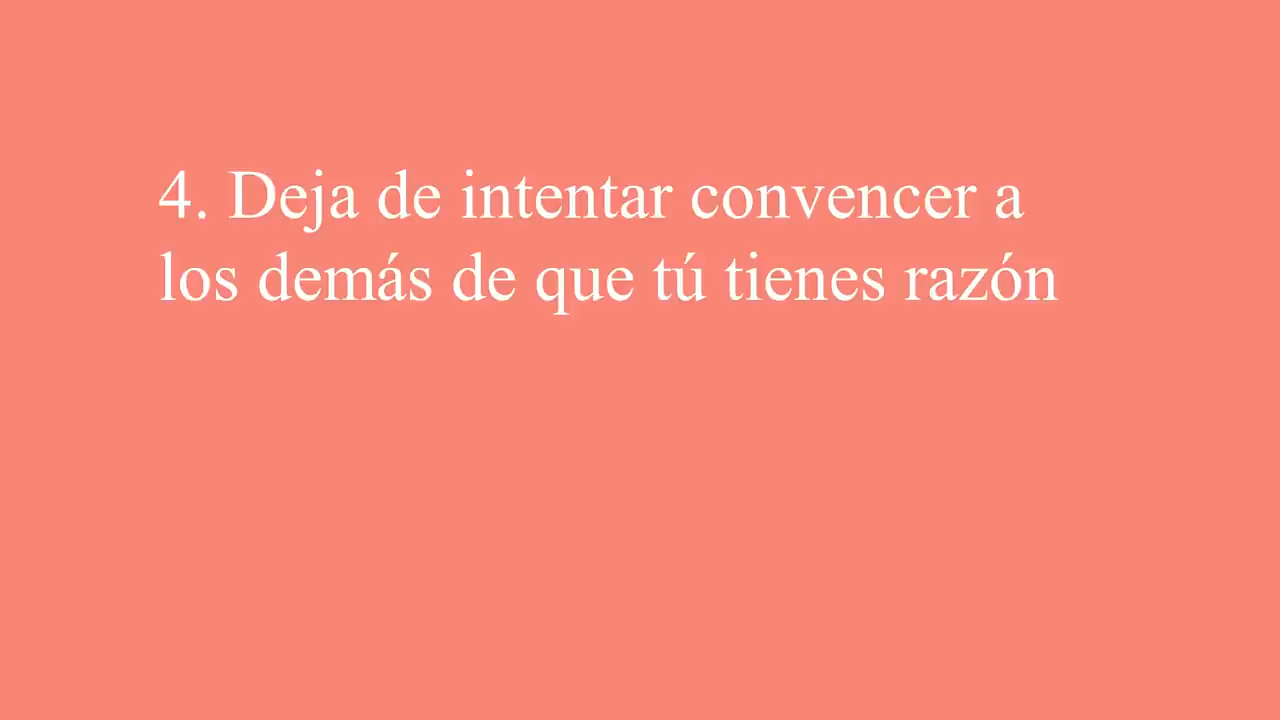 4. Deja de intentar convencer a
los demás de que tú tienes razón